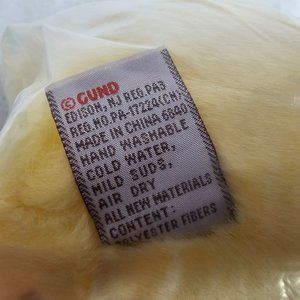 © GUND
EDISON, NJ REG.PA3
REG.NO.PA-17224(CN)
MADE IN CHINA 6840
HAND WASHABLE
COLD WATER,
MILD SUDS,
AIR DRY
ALL NEW MATERIALS
CONTENT:
POLYESTER FIBERS